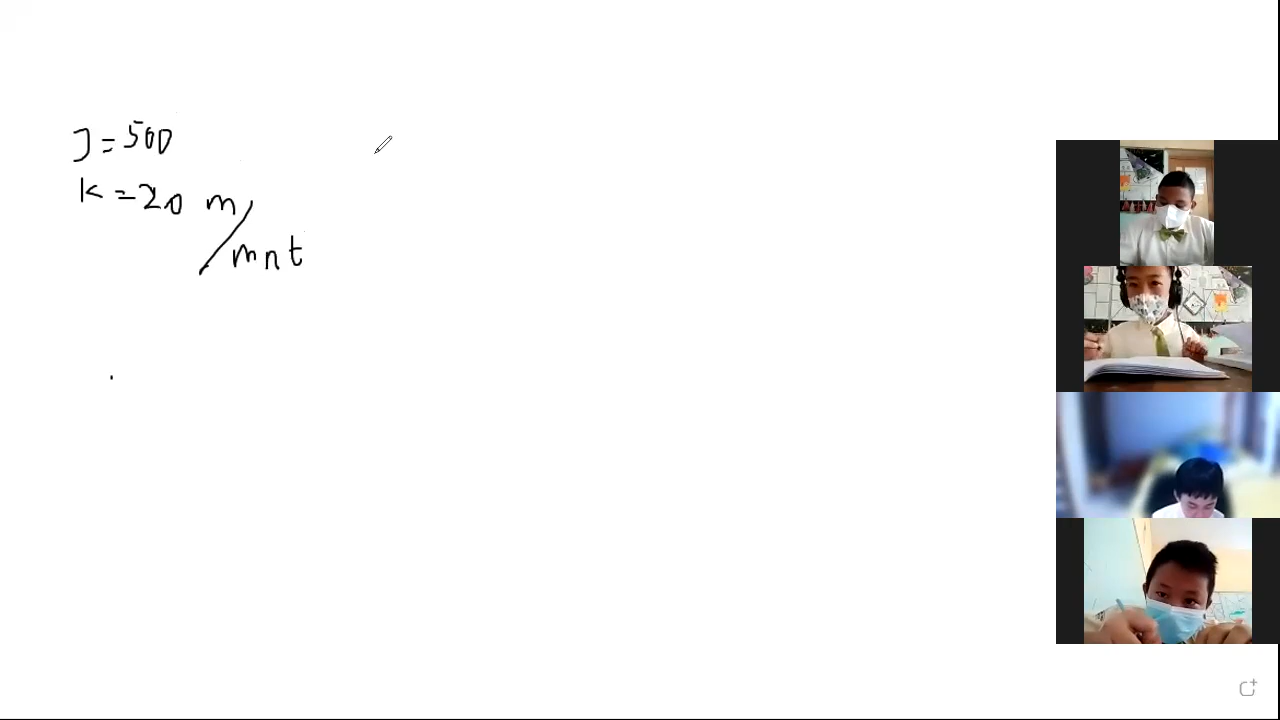 J = 500
K = 20 m/mnt